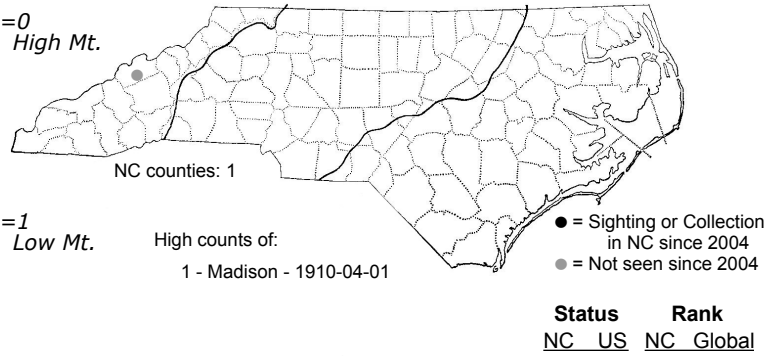 =0
High Mt.
NC counties: 1
=1
Low Mt.
High counts of:
1 - Madison - 1910-04-01
● = Sighting or Collection
in NC since 2004
● = Not seen since 2004
Status Rank
NC US NC Global